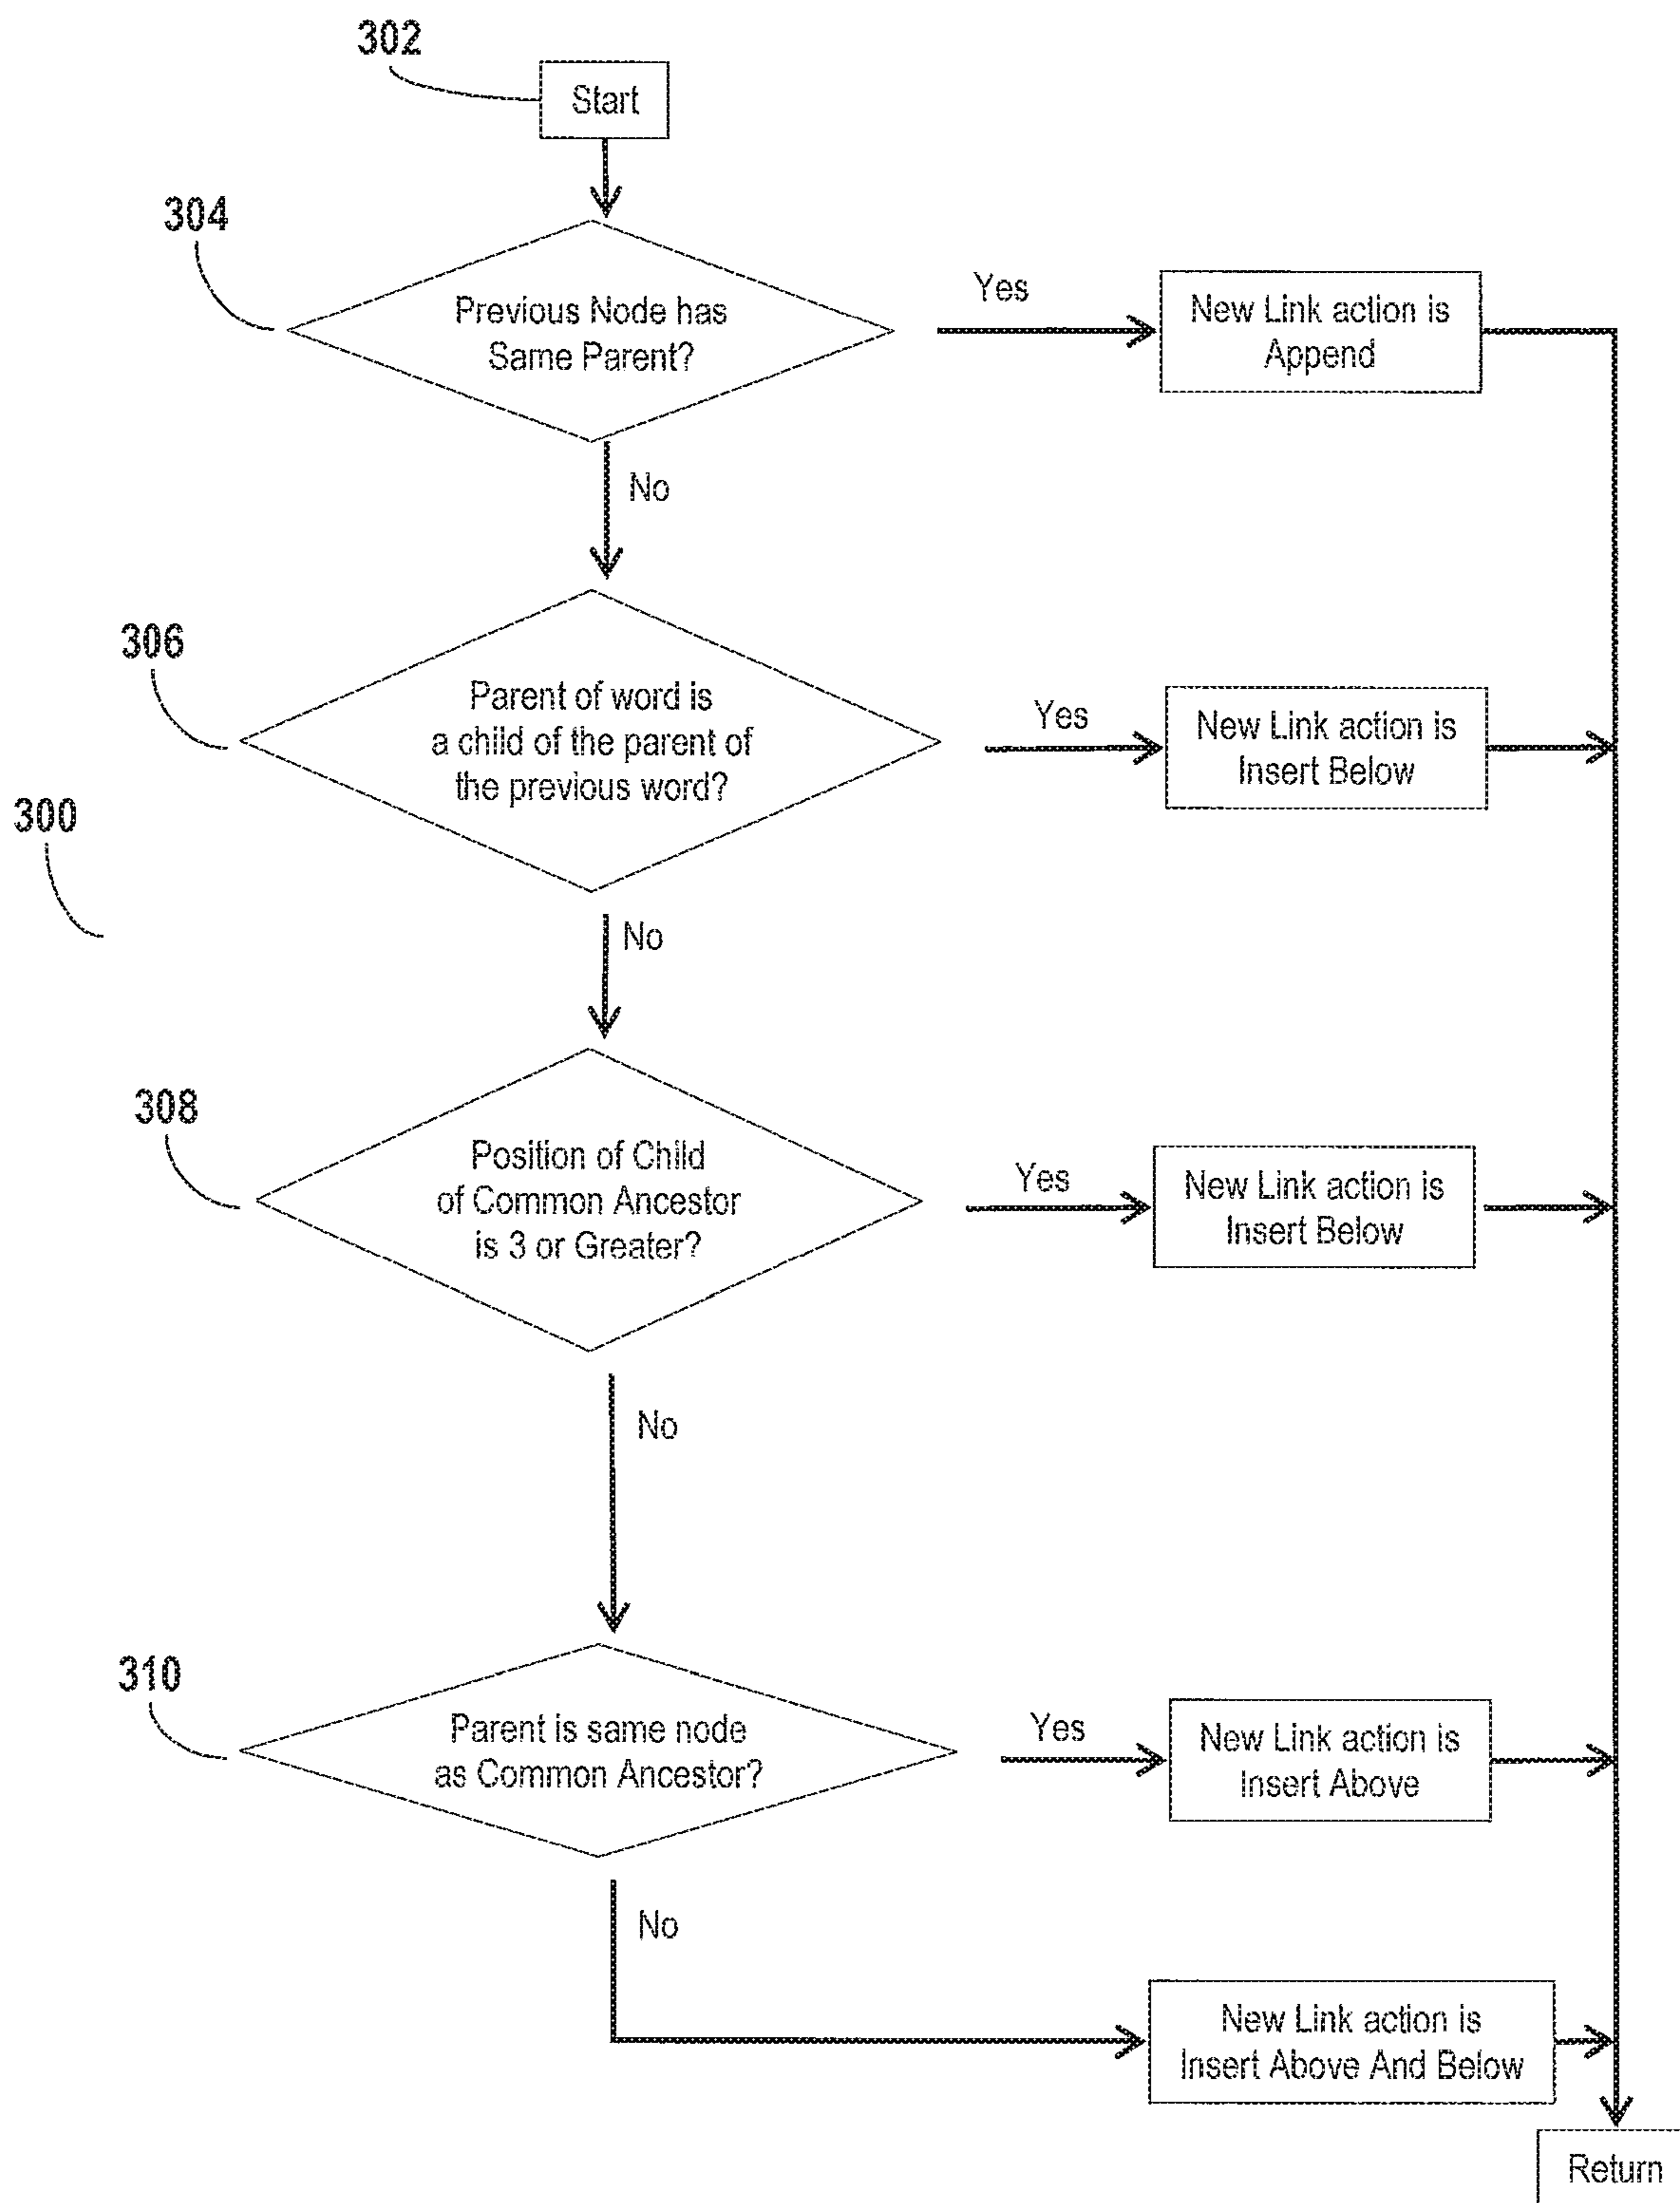 302
Start
304
Previous Node has
Same Parent?
Yes
New Link action is
Append
No
306
Parent of word is
a child of the parent of
the previous word?
Yes
New Link action is
Insert Below
300
No
308
Position of Child
of Common Ancestor
is 3 or Greater?
Yes
New Link action is
Insert Below
No
310
Parent is same node
as Common Ancestor?
Yes
New Link action is
Insert Above
No
New Link action is
Insert Above And Below
Return